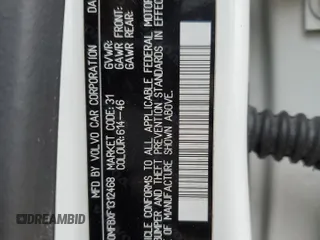 MFD BY VOLVO CAR CORPORATION
DA
GVWR:
GAWR FRONT:
GAWR REAR:
MARKET CODE: 31
COLOUR: 614-46
VEHICLE CONFORMS TO ALL APPLICABLE FEDERAL MOTOR
BUMPER AND THEFT PREVENTION STANDARDS IN EFFECT
MANUFACTURE SHOWN ABOVE.
DREAMBID